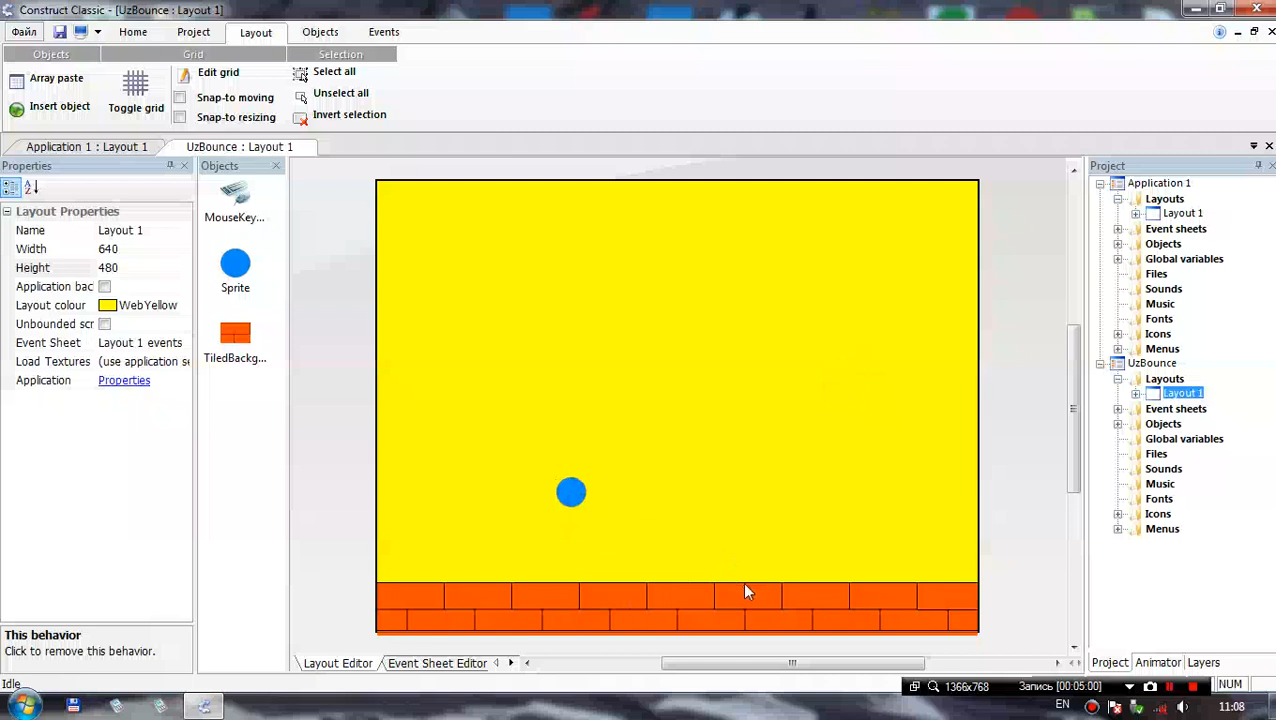 Construct Classic - [UzBounce : Layout 1]
Файл Home Project Layout Objects Events
Objects Grid Selection
Array paste
Insert object
Toggle grid
Edit grid
Snap-to moving
Snap-to resizing
Select all
Unselect all
Invert selection
Application 1 : Layout 1 UzBounce : Layout 1
Properties
Layout Properties
Name Layout 1
Width 640
Height 480
Application bac
Layout colour WebYellow
Unbounded scr
Event Sheet Layout 1 events
Load Textures (use application se
Application Properties
This behavior
Click to remove this behavior.
Objects
MouseKey...
Sprite
TiledBackg...
Layout Editor Event Sheet Editor
Project
Application 1
Layouts
Layout 1
Event sheets
Objects
Global variables
Files
Sounds
Music
Fonts
Icons
Menus
UzBounce
Layouts
Layout 1
Event sheets
Objects
Global variables
Files
Sounds
Music
Fonts
Icons
Menus
Project Animator Layers
Idle
NUM
1366x768 Запись (00:05:00)
EN 11:08